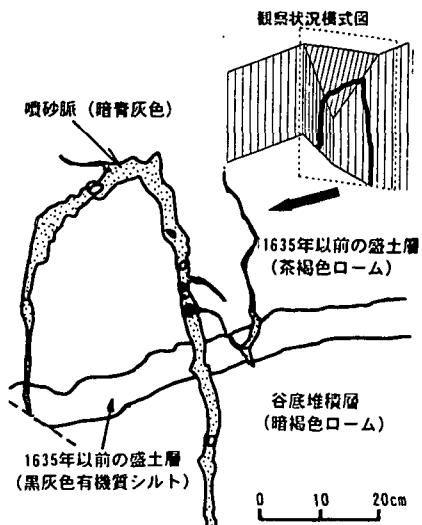 観察状況模式図
噴砂脈（暗青灰色）
1635年以前の盛土層
（茶褐色ローム）
谷底堆積層
（暗褐色ローム）
1635年以前の盛土層
（黒灰色有機質シルト）
0 10 20cm